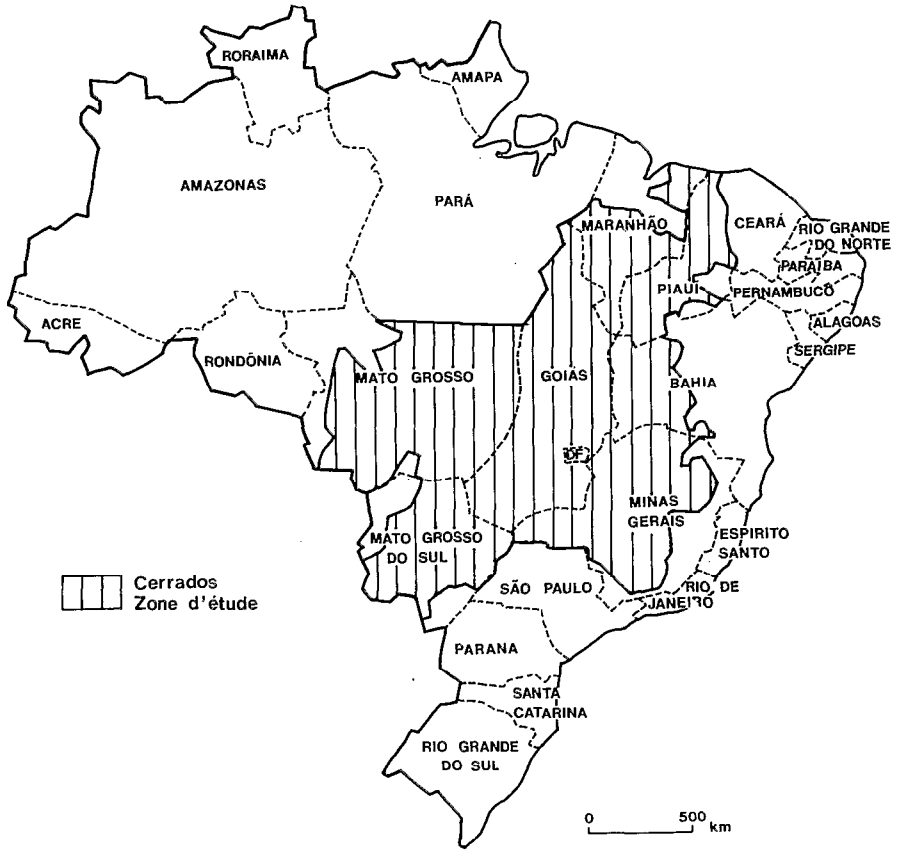 RORAIMA
AMAPA
AMAZONAS
PARÁ
MARANHÃO
CEARÁ
RIO GRANDE
DO NORTE
PARAÍBA
PIAUÍ
PERNAMBUCO
ACRE
ALAGOAS
RONDÔNIA
SERGIPE
MATO GROSSO
GOIÁS
BAHIA
DF
MINAS
GERAIS
MATO GROSSO
DO SUL
ESPIRITO
SANTO
Cerrados
Zone d'étude
SÃO PAULO
RIO DE
JANEIRO
PARANA
SANTA
CATARINA
RIO GRANDE
DO SUL
0 500 km